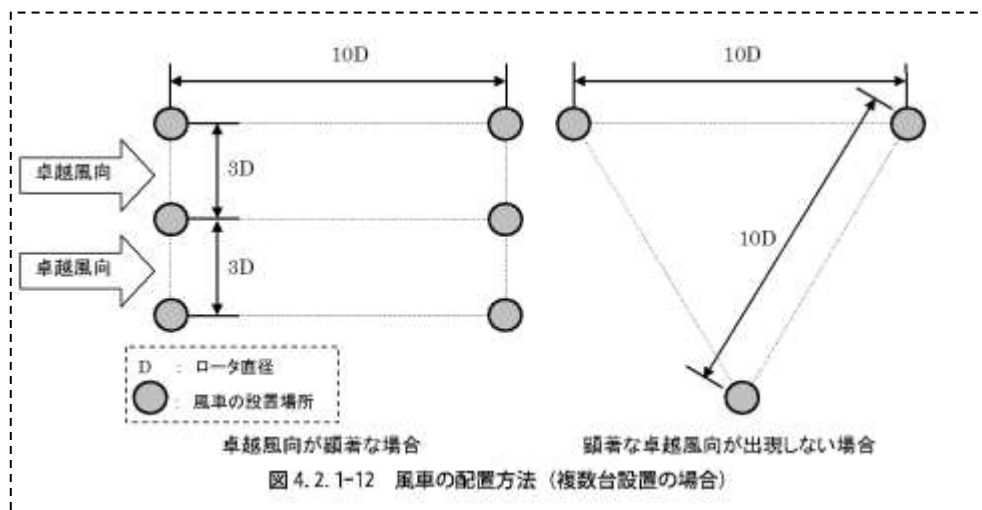 10D
10D
卓越風向
3D
10D
卓越風向
3D
D : ロータ直径
: 風車の設置場所
卓越風向が顕著な場合
顕著な卓越風向が出現しない場合
図 4.2.1-12 風車の配置方法（複数台設置の場合）